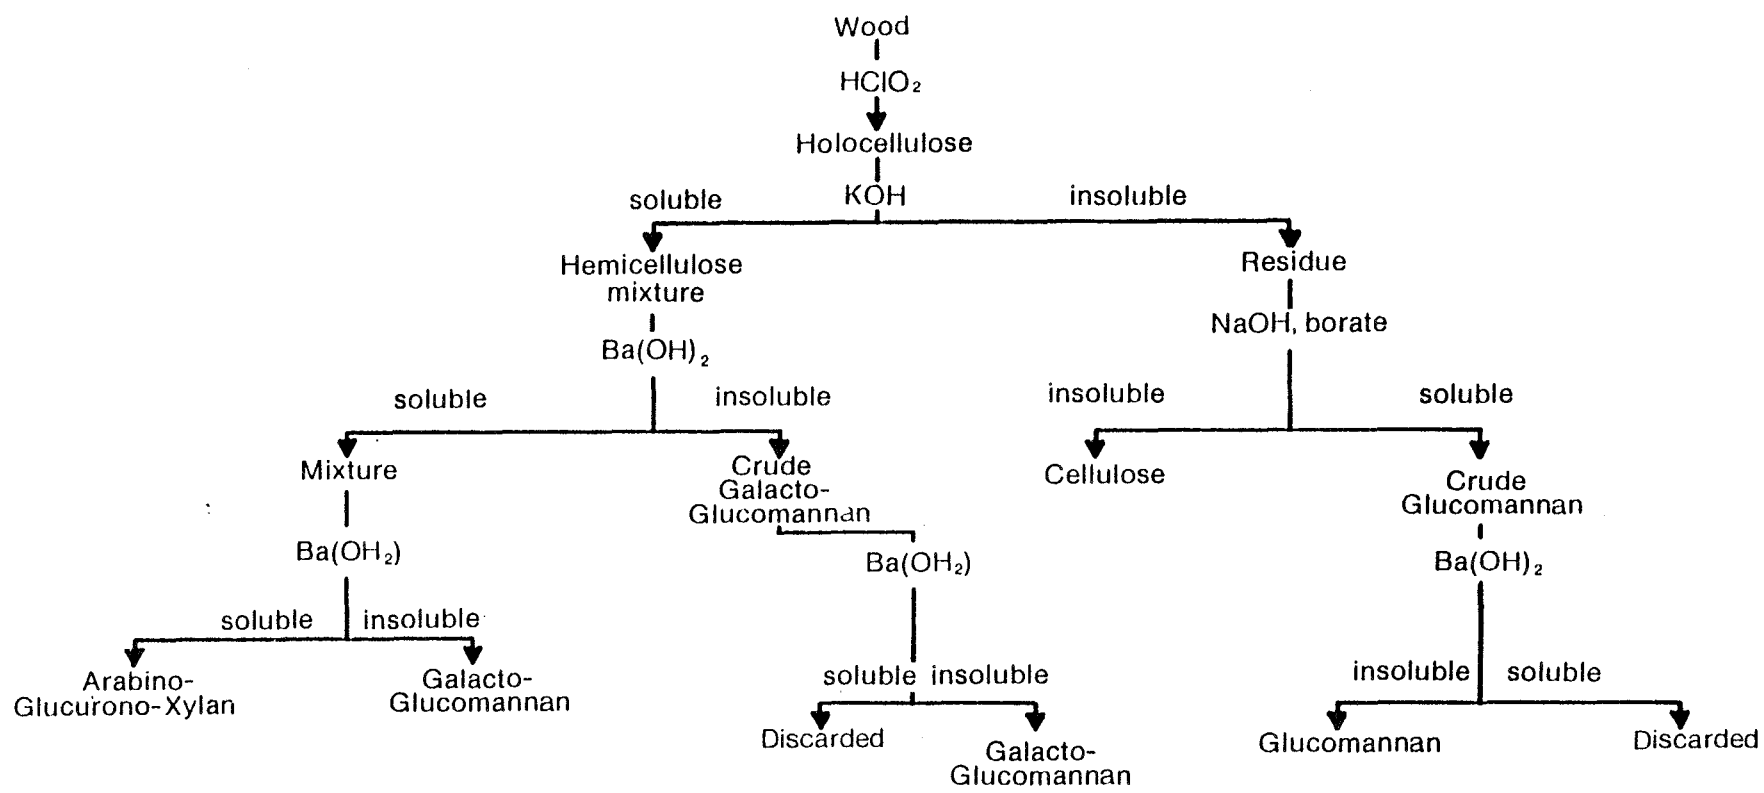 Wood
HClO₂
Holocellulose
soluble
KOH
insoluble
Hemicellulose
mixture
Residue
Ba(OH)₂
NaOH, borate
soluble
insoluble
insoluble
soluble
Mixture
Crude
Galacto-
Glucomannan
Cellulose
Crude
Glucomannan
Ba(OH₂)
Ba(OH₂)
Ba(OH)₂
soluble
insoluble
soluble
insoluble
insoluble
soluble
Arabino-
Glucurono-Xylan
Galacto-
Glucomannan
Discarded
Galacto-
Glucomannan
Glucomannan
Discarded